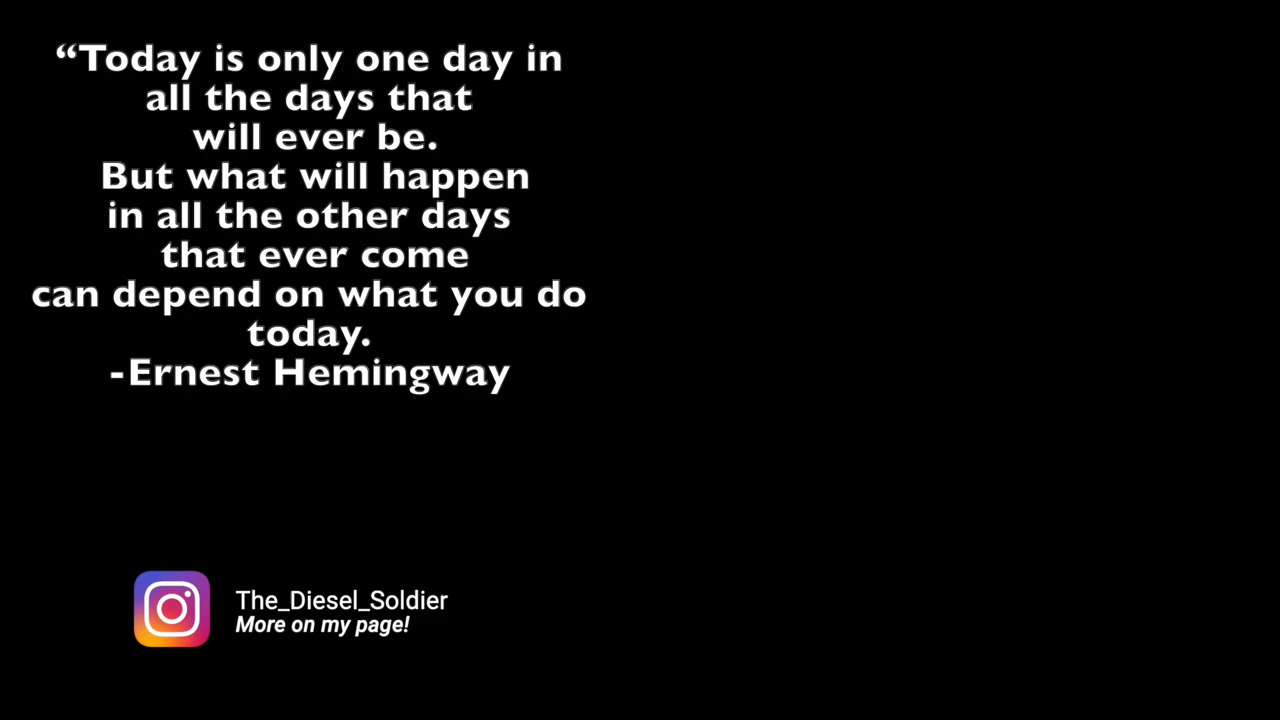 “Today is only one day in
all the days that
will ever be.
But what will happen
in all the other days
that ever come
can depend on what you do
today.
-Ernest Hemingway
The_Diesel_Soldier
More on my page!